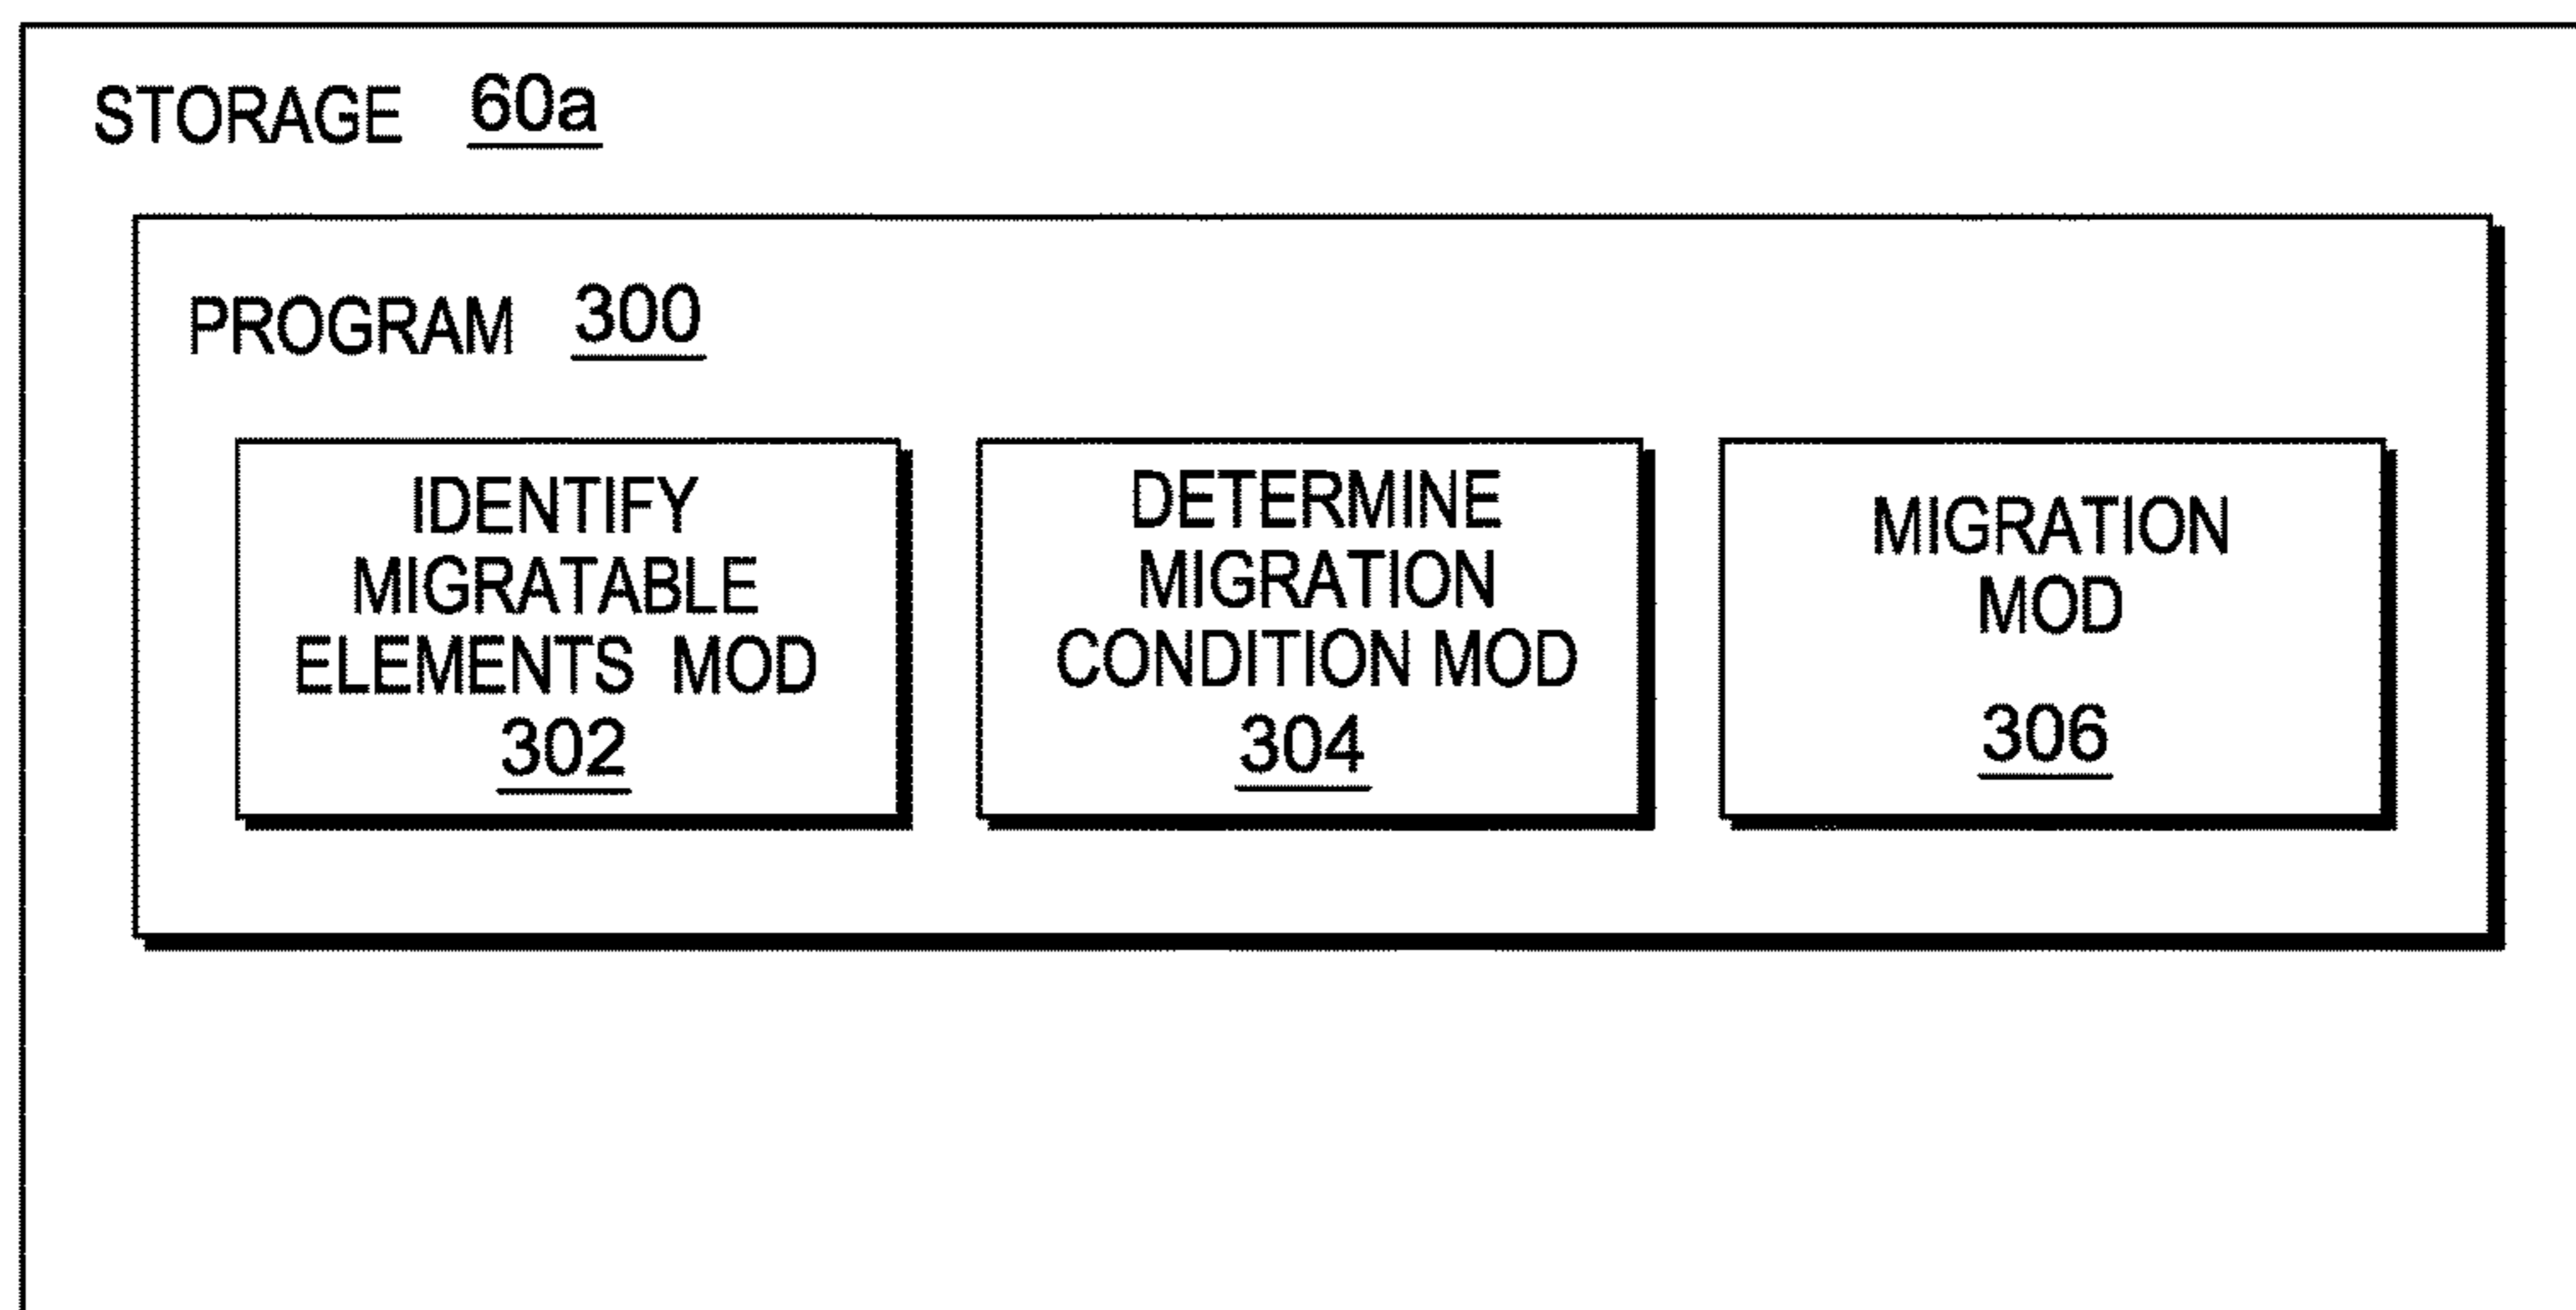 STORAGE 60a
PROGRAM 300
IDENTIFY
MIGRATABLE
ELEMENTS MOD
302
DETERMINE
MIGRATION
CONDITION MOD
304
MIGRATION
MOD
306